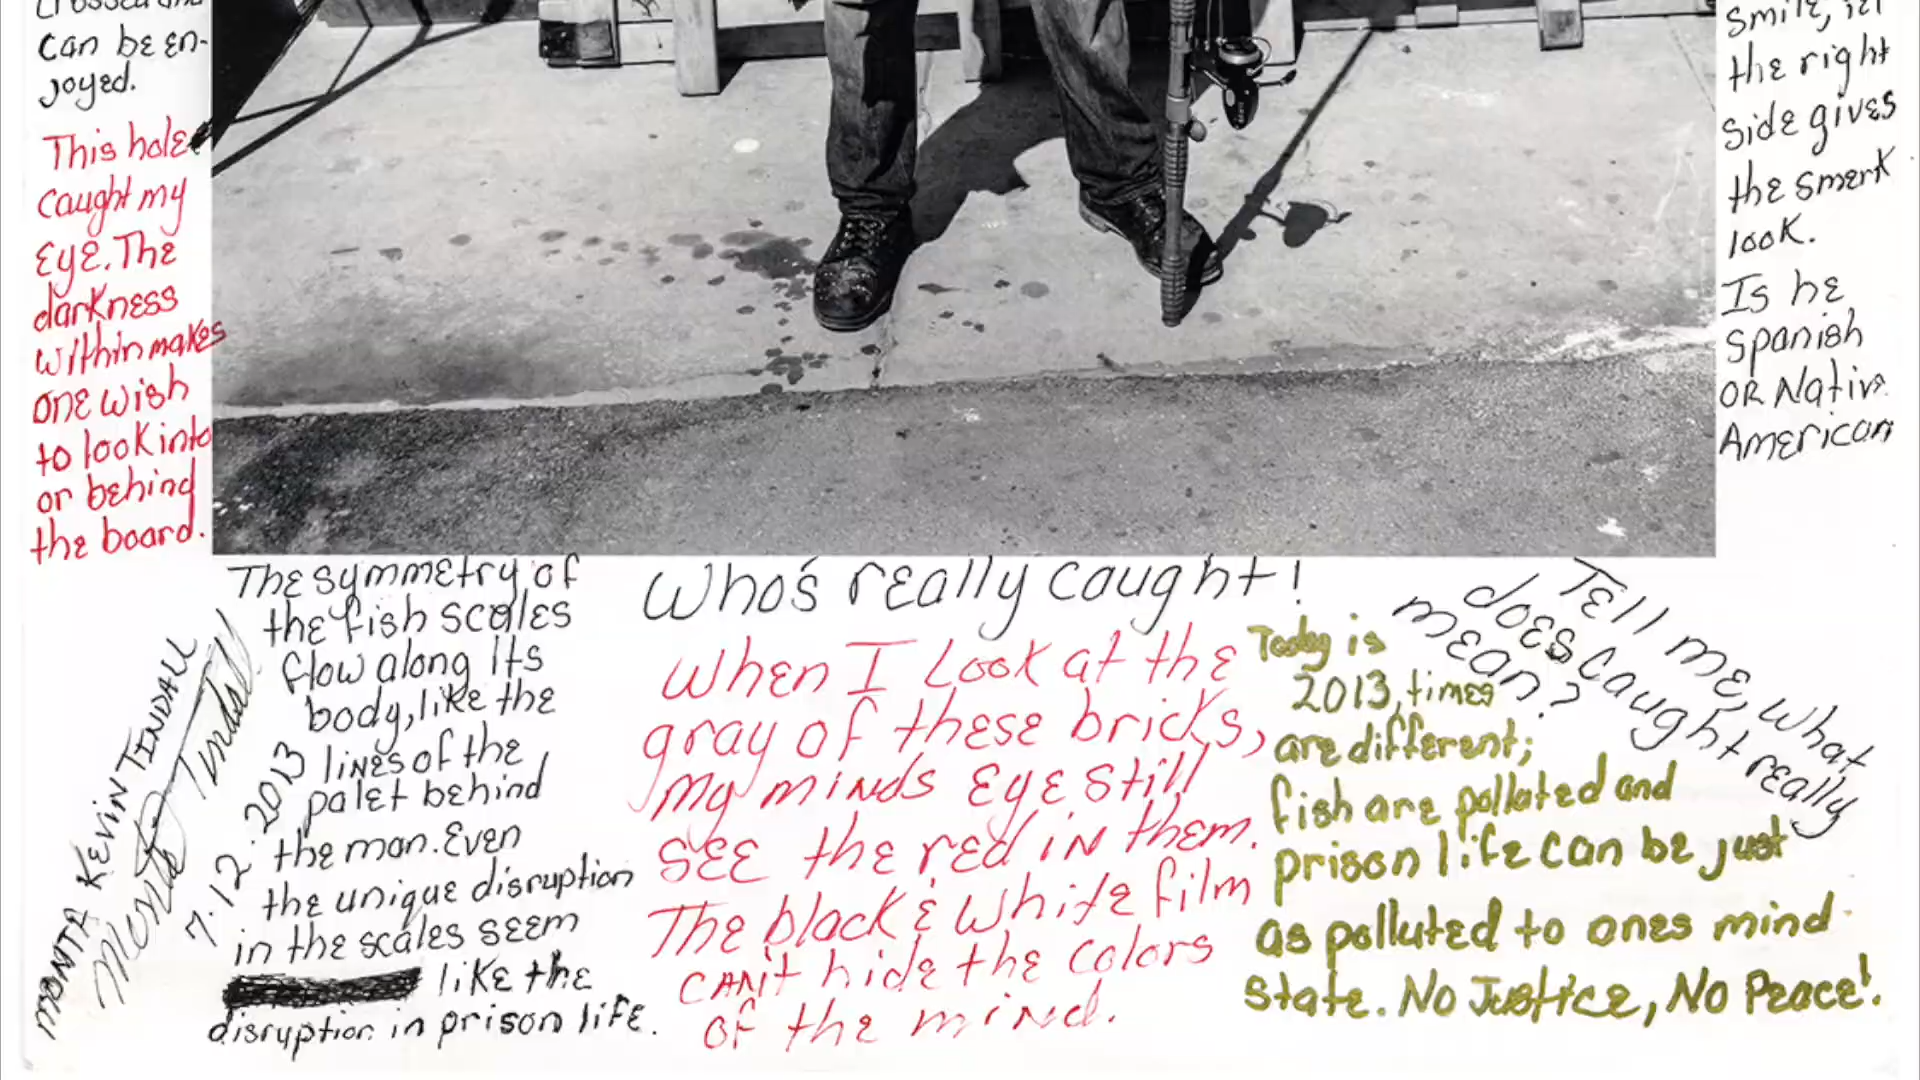 crossed and
can be en-
joyed.
This hole
caught my
eye. The
darkness
within makes
one wish
to look into
or behind
the board.
Smile, yet
the right
side gives
the smerk
look.
Is he
Spanish
OR Native
American
MONTA KEVIN TINDALL
Monta Tindall
7.12.2013
The symmetry of
the fish scales
flow along its
body, like the
lines of the
palet behind
the man. Even
the unique disruption
in the scales seem
like the
disruption in prison life.
Who's really caught!
When I Look at the
gray of these bricks,
my minds eye still
see the red in them.
The black & white film
can't hide the colors
of the mind.
Today is
2013, times
are different;
fish are polluted and
prison life can be just
as polluted to ones mind
state. No Justice, No Peace!
Tell me, what
does caught really
mean?